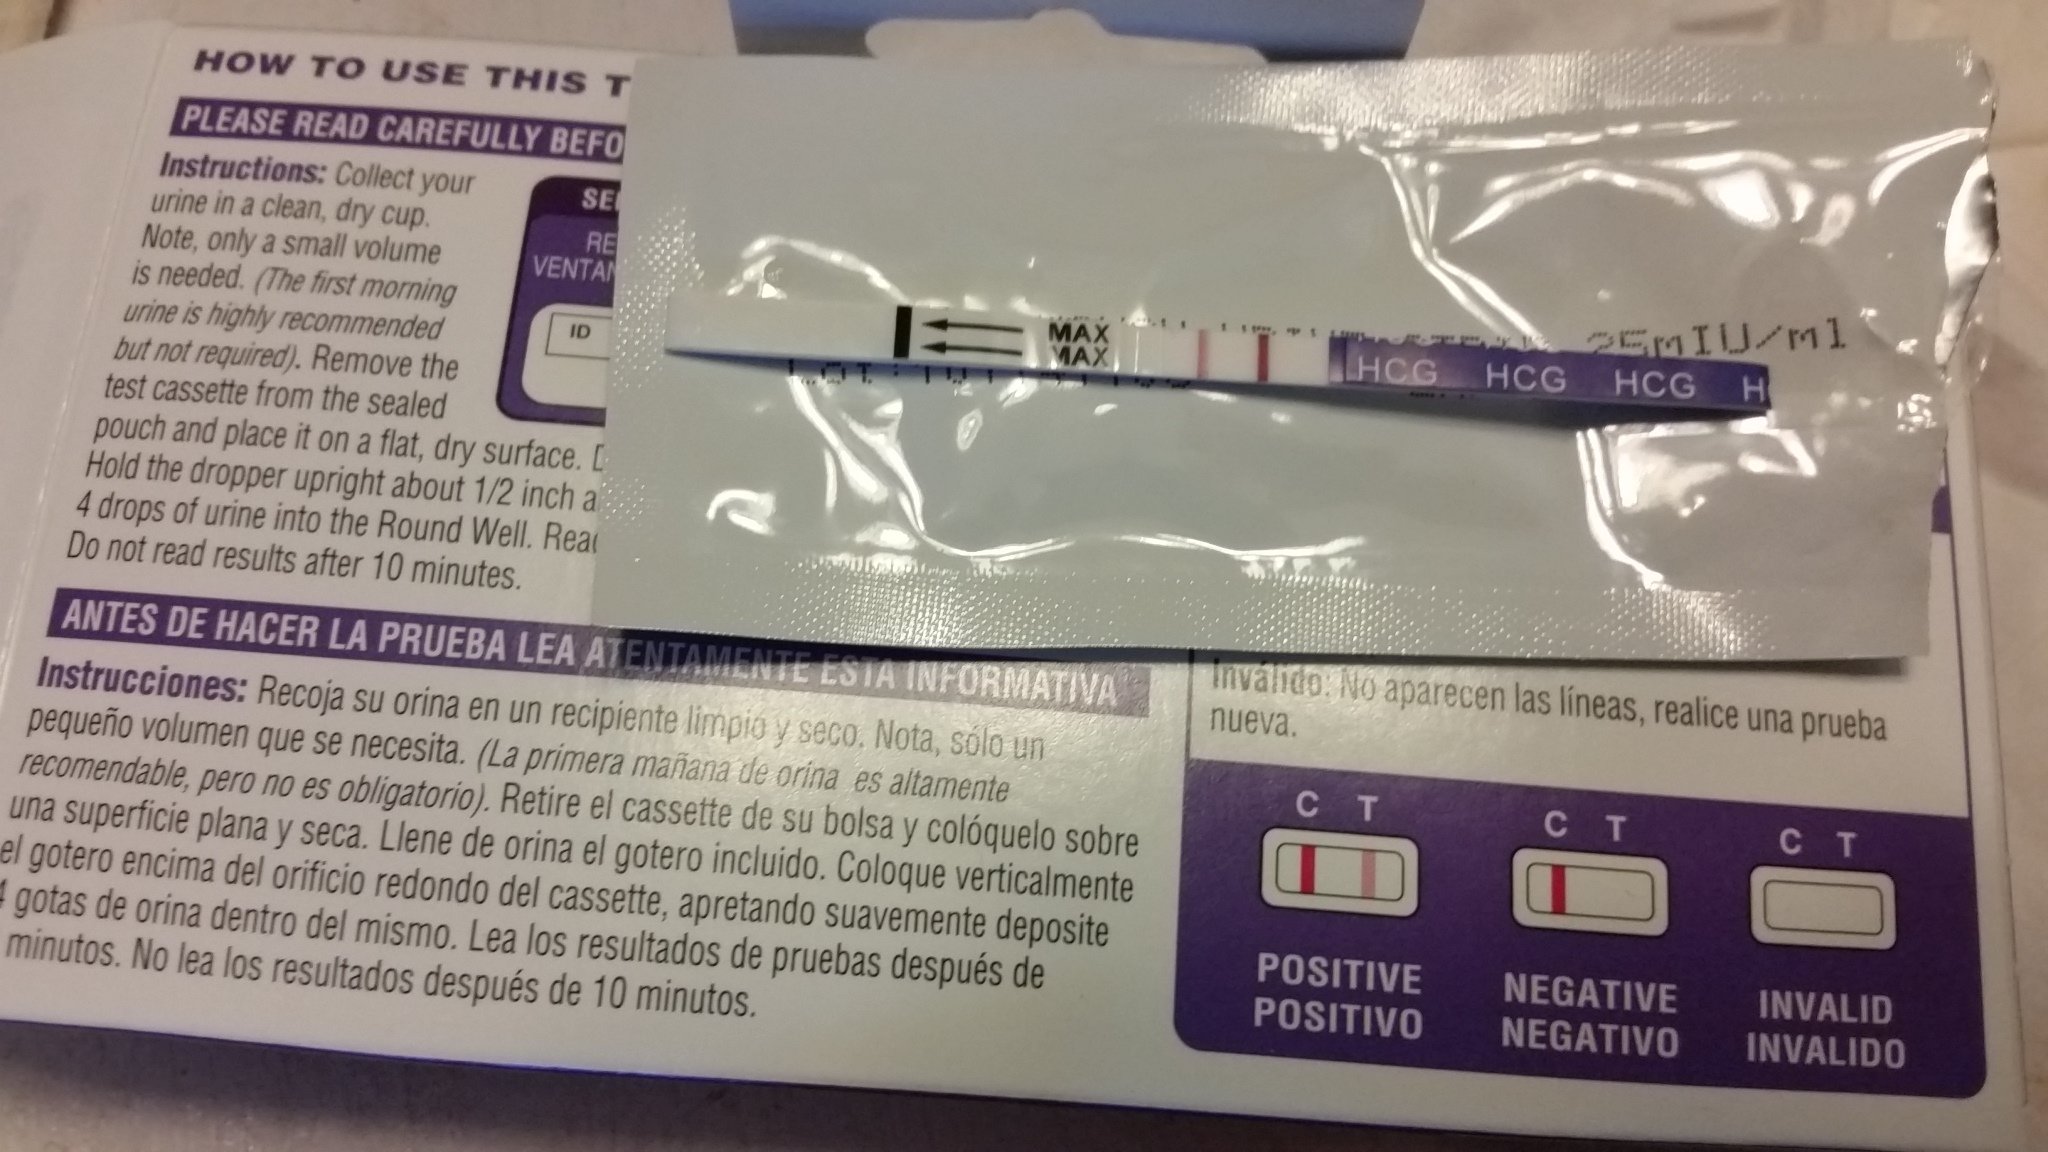 HOW TO USE THIS T
PLEASE READ CAREFULLY BEFO
Instructions: Collect your
urine in a clean, dry cup.
Note, only a small volume
is needed. (The first morning
urine is highly recommended
but not required). Remove the
test cassette from the sealed
pouch and place it on a flat, dry surface. D
Hold the dropper upright about 1/2 inch a
4 drops of urine into the Round Well. Read
Do not read results after 10 minutes.
SE
RE
VENTAN
ID
MAX
MAX
HCG HCG HCG H
25mIU/ml
ANTES DE HACER LA PRUEBA LEA ATENTAMENTE ESTA INFORMATIVA
Instrucciones: Recoja su orina en un recipiente limpio y seco. Nota, sólo un
pequeño volumen que se necesita. (La primera mañana de orina es altamente
recomendable, pero no es obligatorio). Retire el cassette de su bolsa y colóquelo sobre
una superficie plana y seca. Llene de orina el gotero incluido. Coloque verticalmente
el gotero encima del orificio redondo del cassette, apretando suavemente deposite
4 gotas de orina dentro del mismo. Lea los resultados de pruebas después de
minutos. No lea los resultados después de 10 minutos.
Inválido: No aparecen las líneas, realice una prueba
nueva.
C T
C T
C T
POSITIVE
POSITIVO
NEGATIVE
NEGATIVO
INVALID
INVALIDO